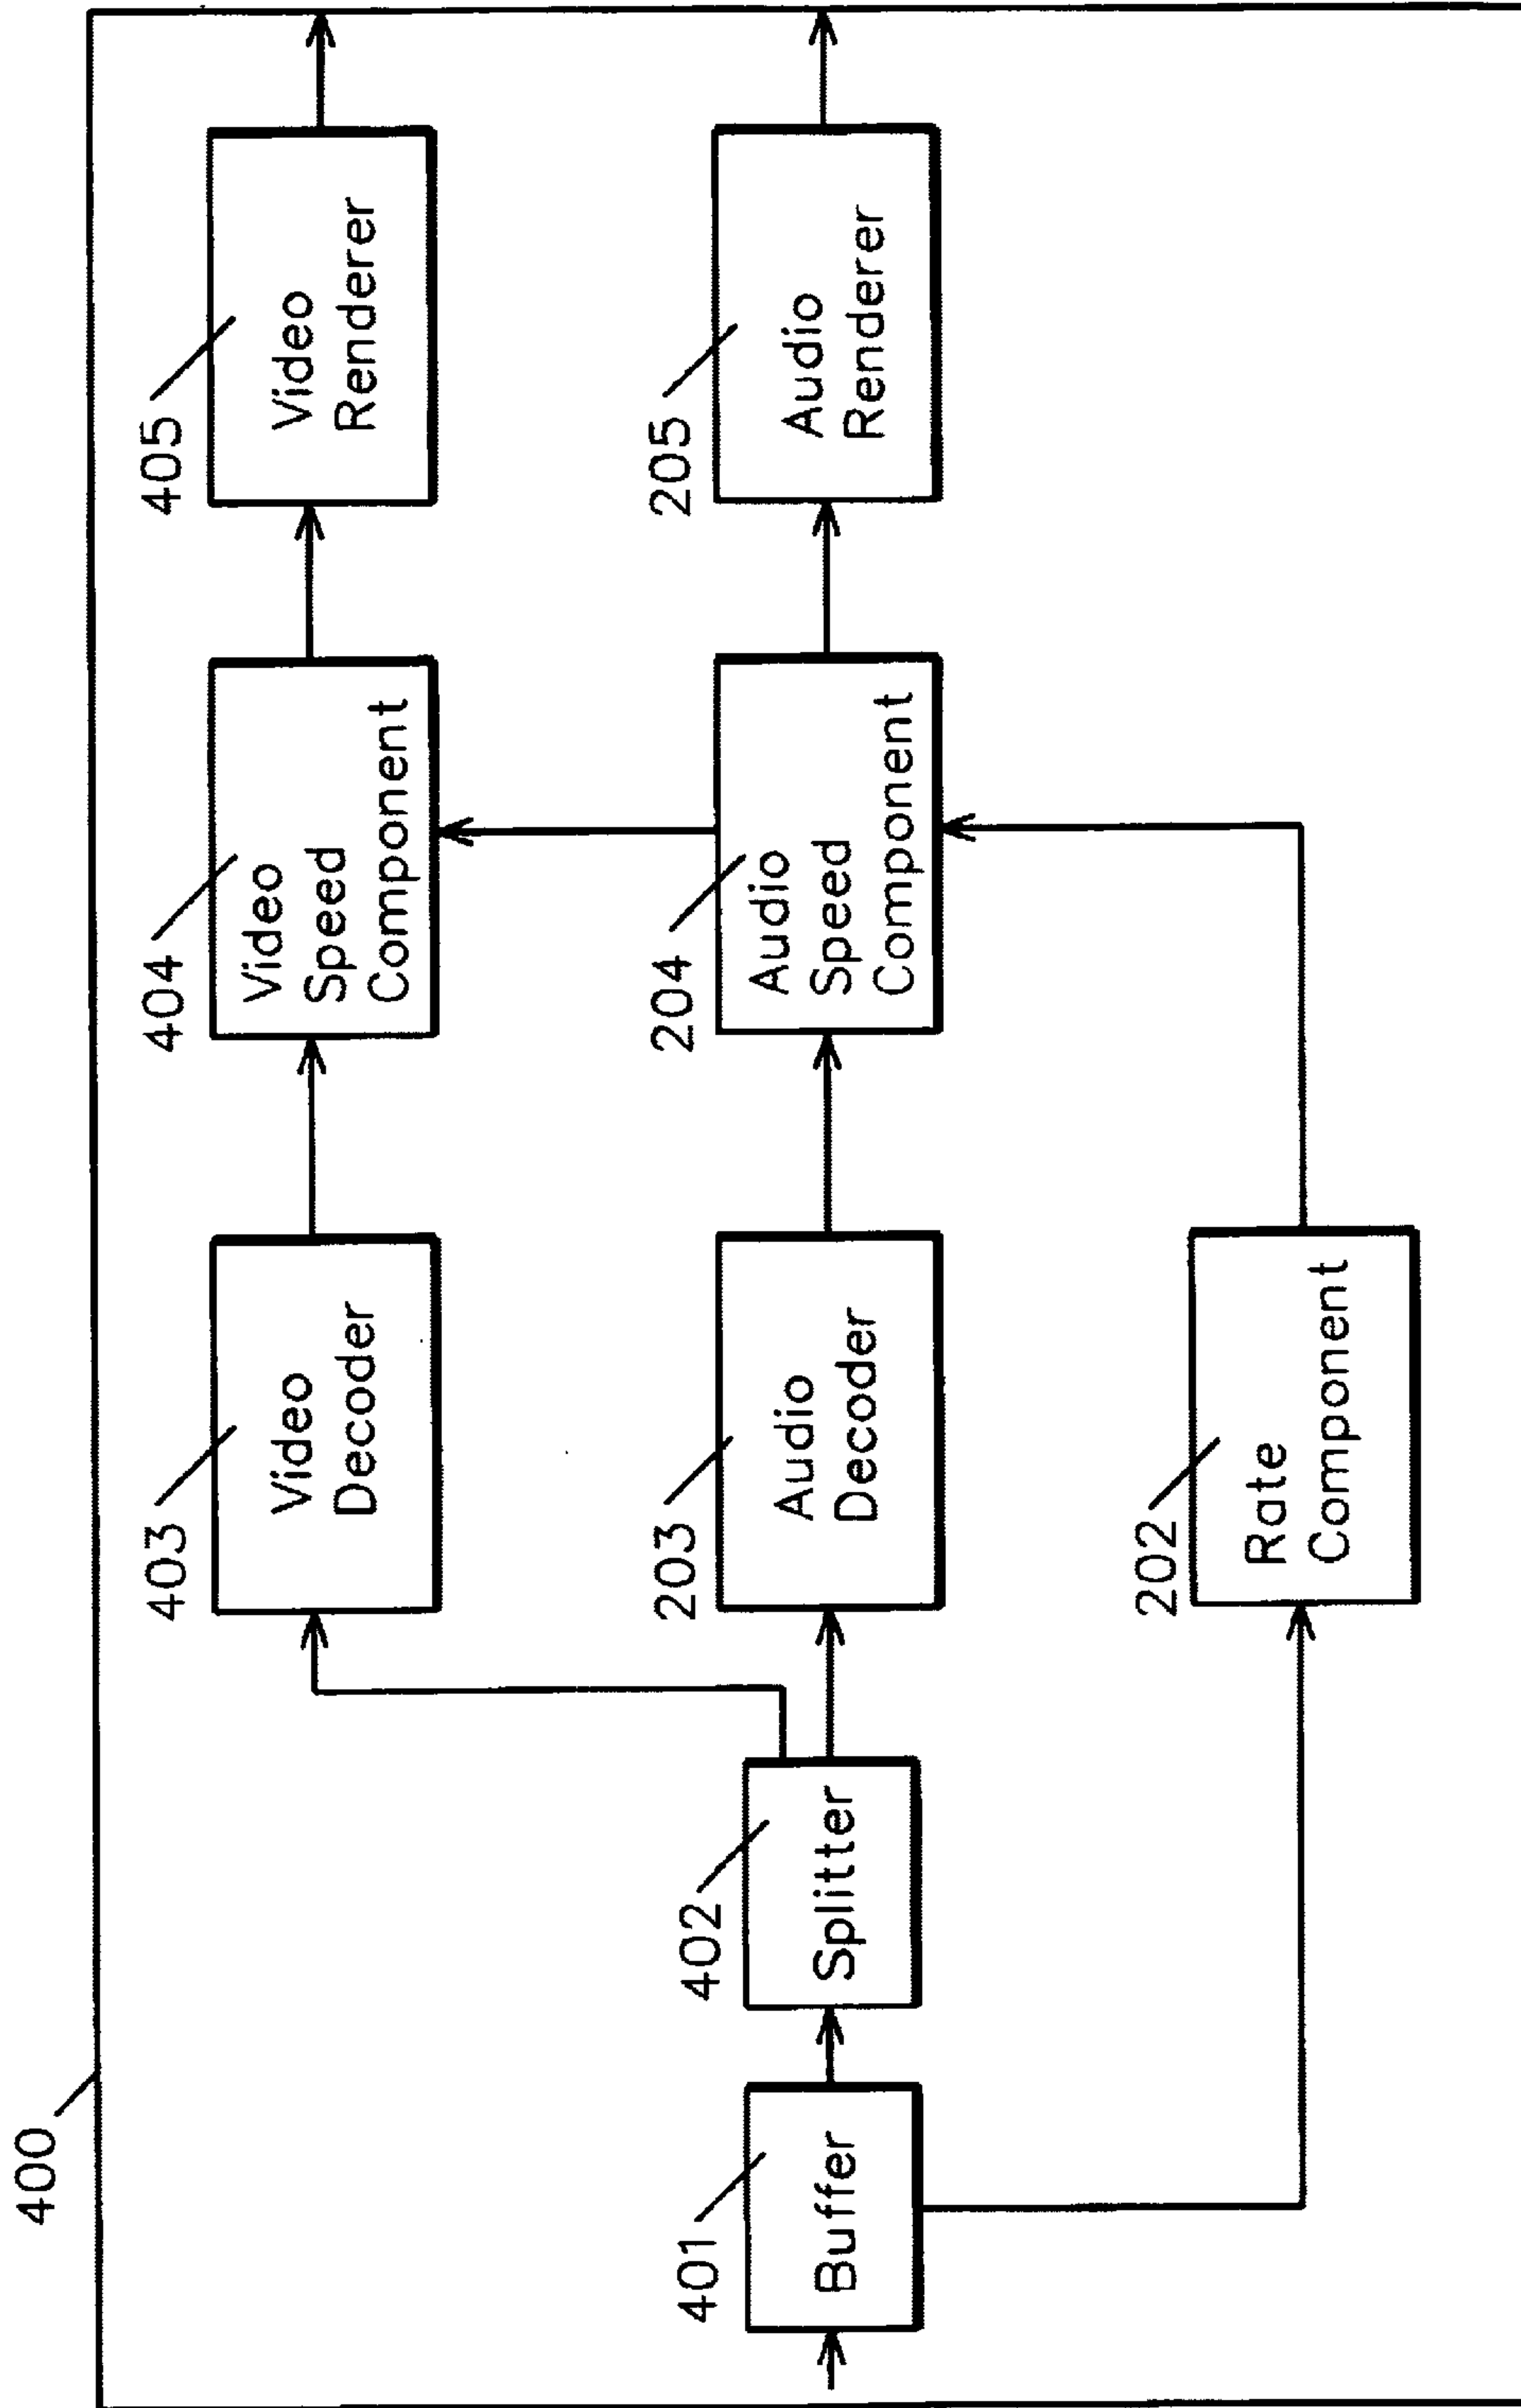 400
405
Video
Renderer
404
Video
Speed
Component
403
Video
Decoder
205
Audio
Renderer
204
Audio
Speed
Component
203
Audio
Decoder
402
Splitter
401
Buffer
202
Rate
Component